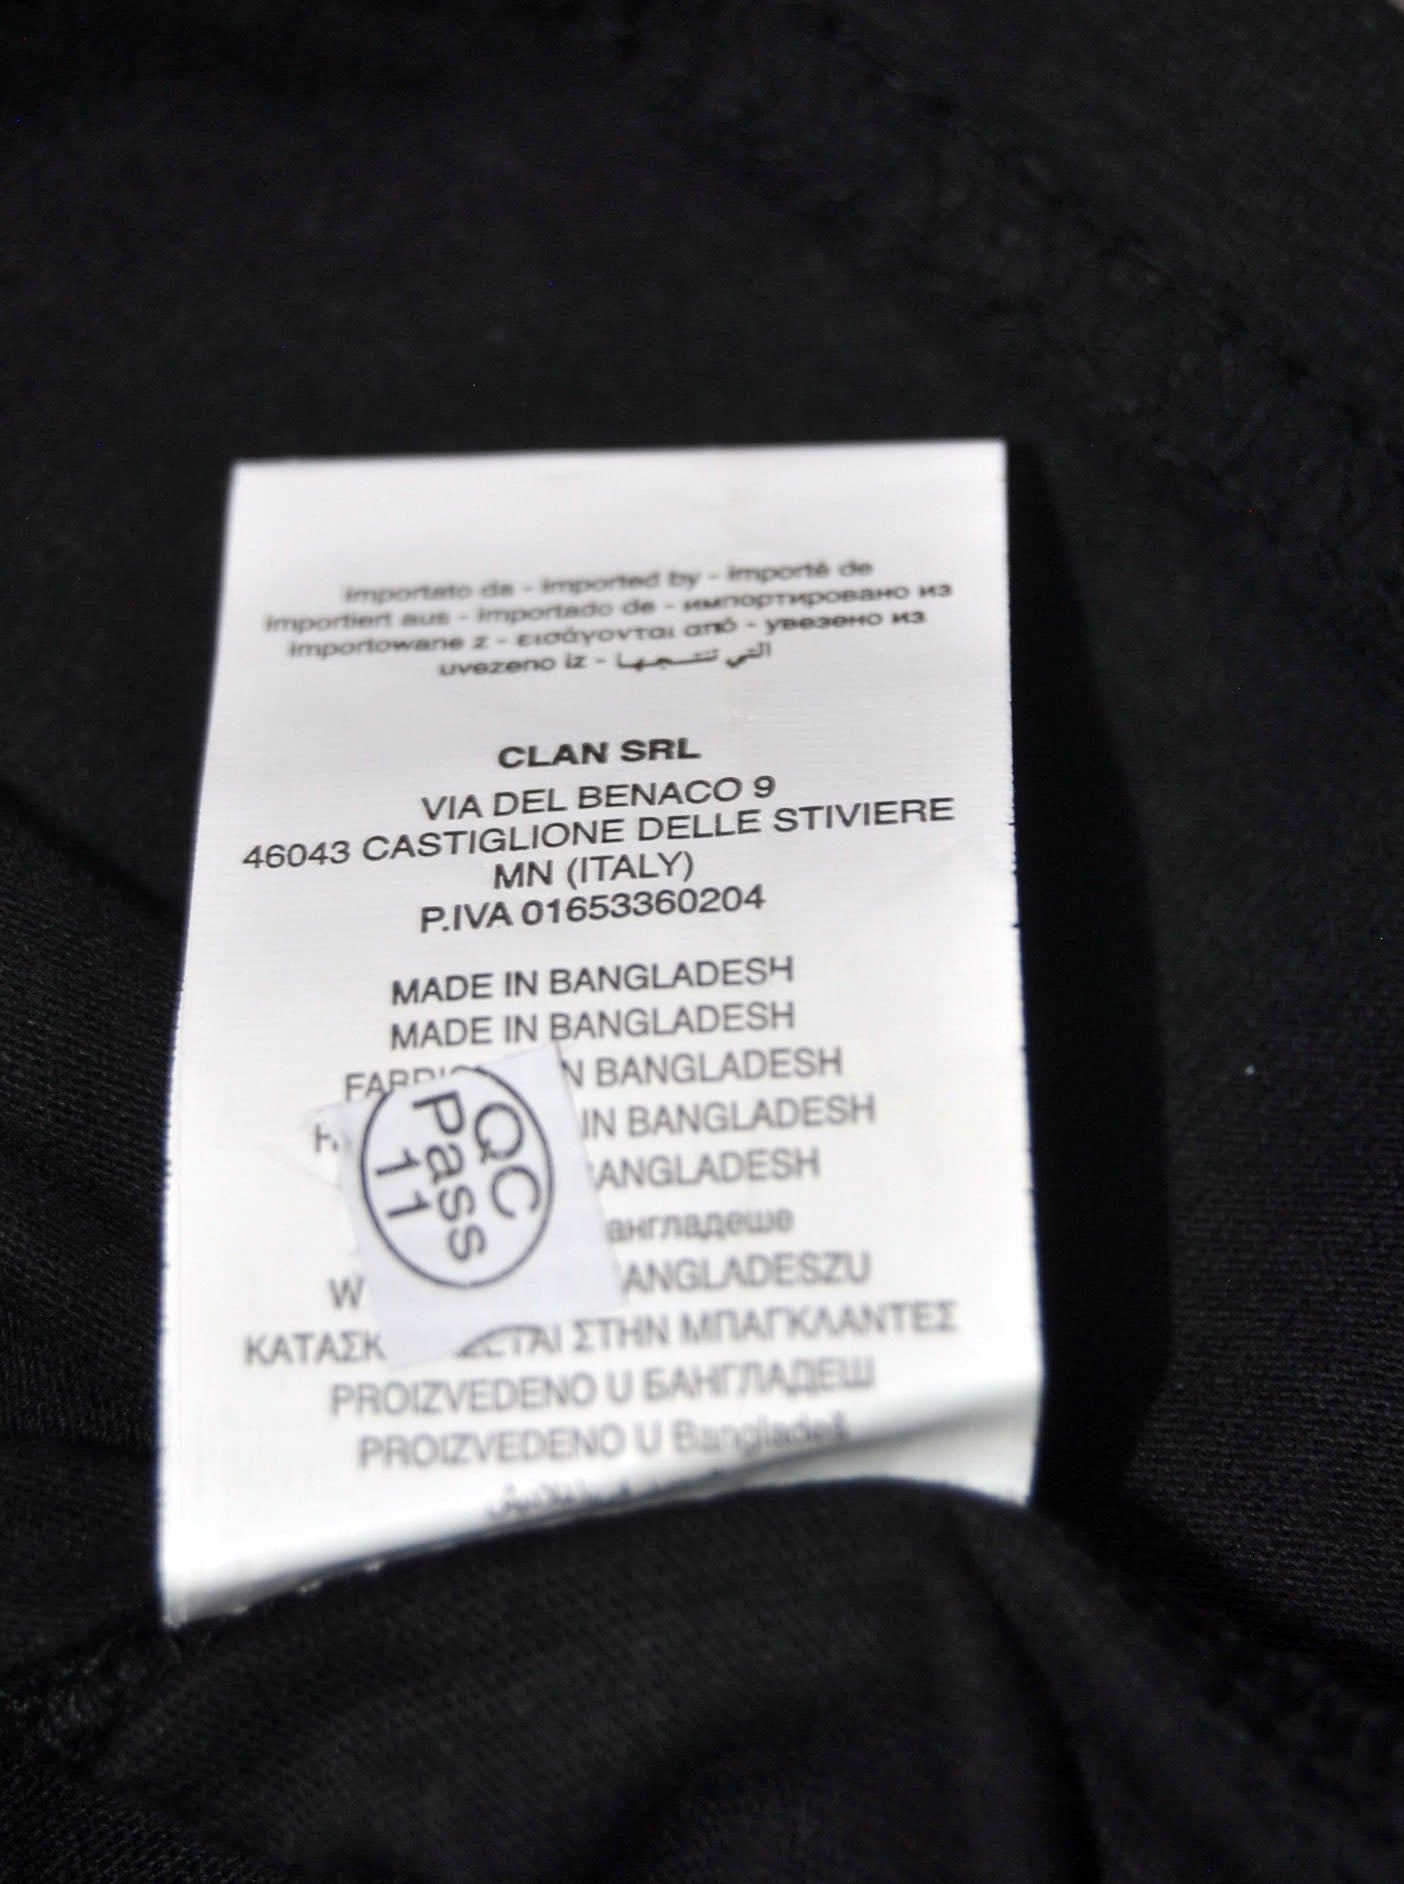 importato da - imported by - importé de
importiert aus - importado de - импортировано из
importowane z - εισάγονται από - увезено из
uvezeno iz - التي تنتجها
CLAN SRL
VIA DEL BENACO 9
46043 CASTIGLIONE DELLE STIVIERE
MN (ITALY)
P.IVA 01653360204
MADE IN BANGLADESH
MADE IN BANGLADESH
N BANGLADESH
IN BANGLADESH
ANGLADESH
англадеше
W ANGLADESZU
ΚΑΤΑΣΚ ΕΤΑΙ ΣΤΗΝ ΜΠΑΓΚΛΑΝΤΕΣ
PROIZVEDENO U БАНГЛАДЕШ
PROIZVEDENO U Bangladeš
QC
Pass
11